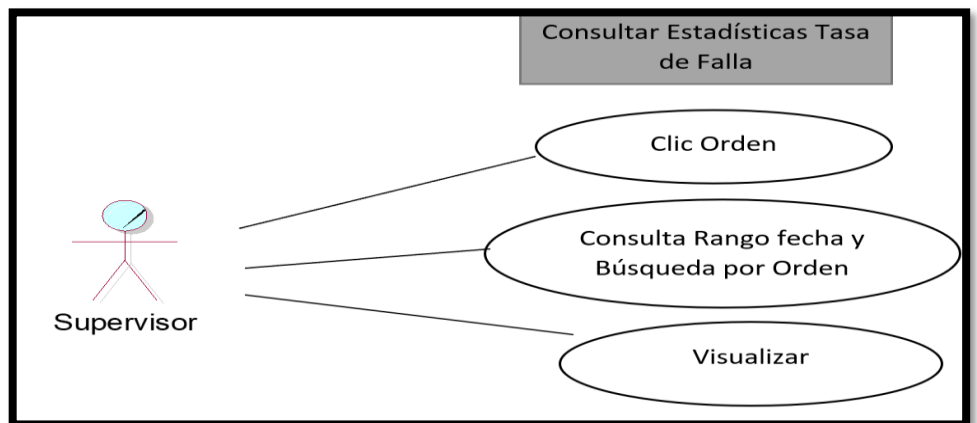 Consultar Estadísticas Tasa
de Falla
Clic Orden
Consulta Rango fecha y
Búsqueda por Orden
Supervisor
Visualizar